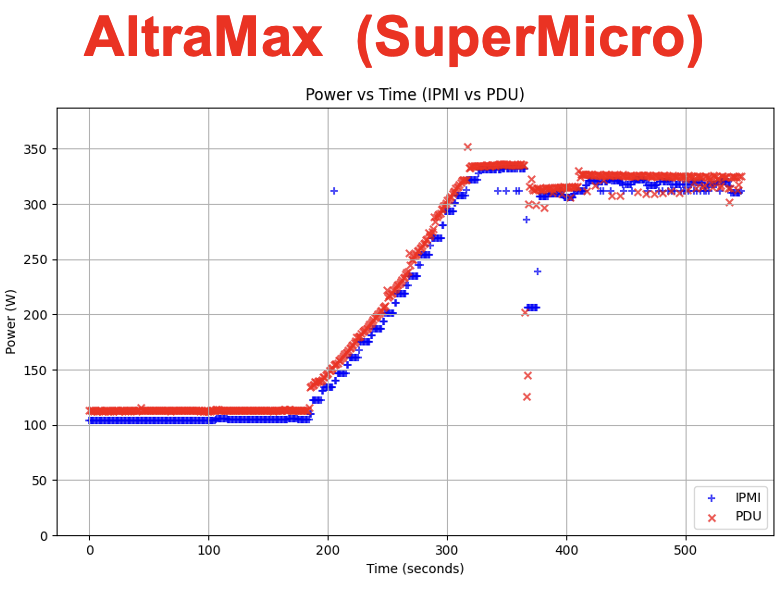 AltraMax (SuperMicro)
Power vs Time (IPMI vs PDU)
Power (W)
350
300
250
200
150
100
50
0
0 100 200 300 400 500
Time (seconds)
IPMI
PDU